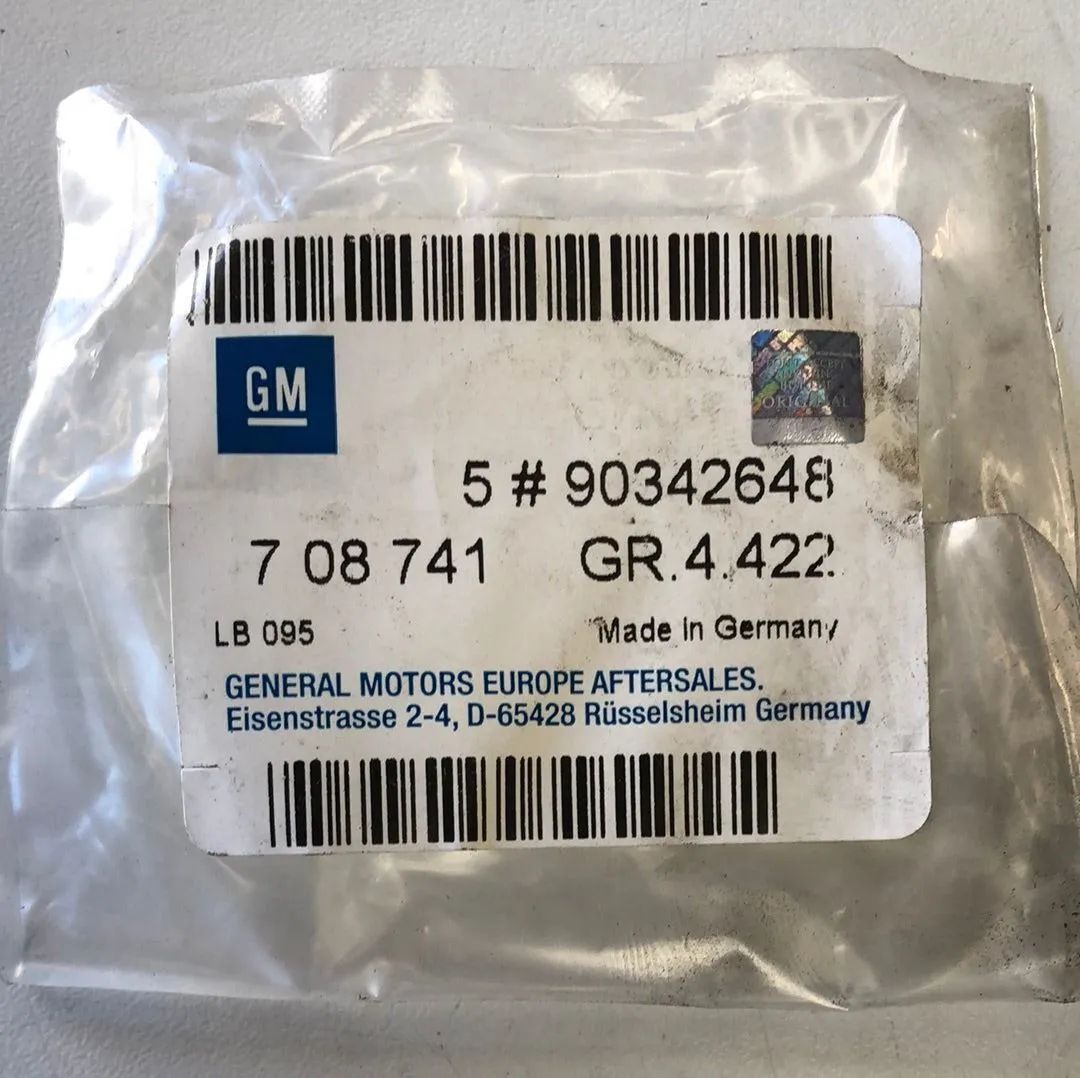 GM
ORIGINAL
5 # 90342648
7 08 741 GR.4.422
LB 095 Made in Germany
GENERAL MOTORS EUROPE AFTERSALES.
Eisenstrasse 2-4, D-65428 Rüsselsheim Germany